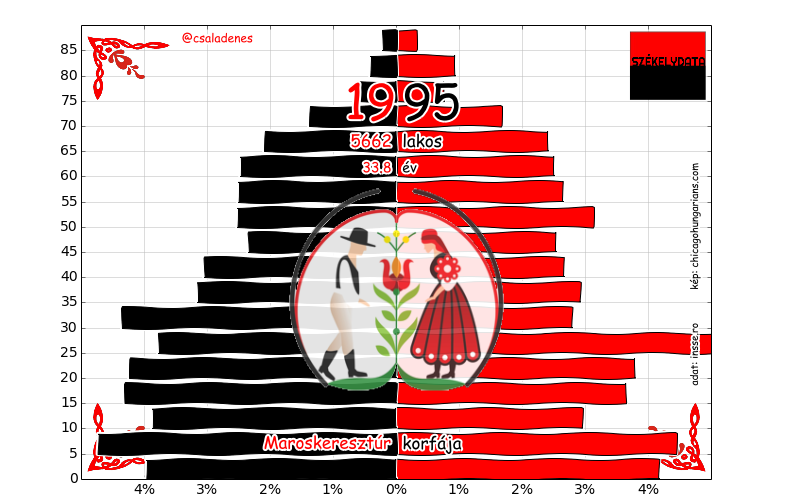 @csaladenes
SZÉKELYDATA
1995
5662 lakos
33.8 év
kép: chicagohungarians.com/
adat: insse.ro
Maroskeresztúr korfája
85
80
75
70
65
60
55
50
45
40
35
30
25
20
15
10
5
0
4% 3% 2% 1% 0% 1% 2% 3% 4%